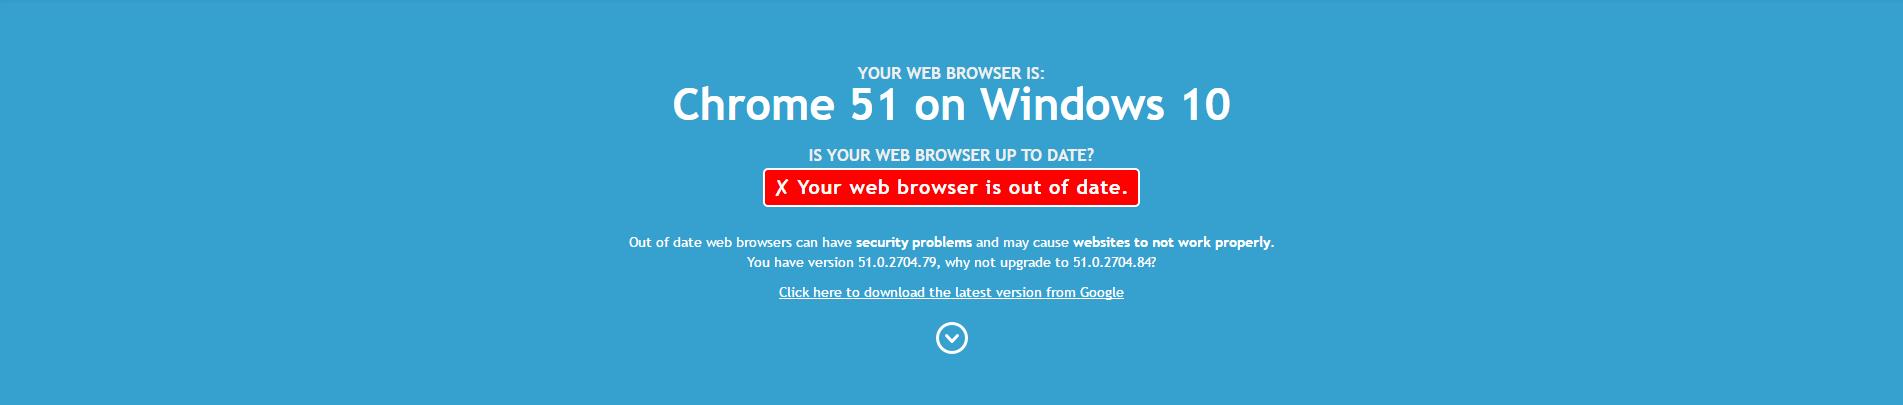 YOUR WEB BROWSER IS:
Chrome 51 on Windows 10
IS YOUR WEB BROWSER UP TO DATE?
✗ Your web browser is out of date.
Out of date web browsers can have security problems and may cause websites to not work properly.
You have version 51.0.2704.79, why not upgrade to 51.0.2704.84?
Click here to download the latest version from Google